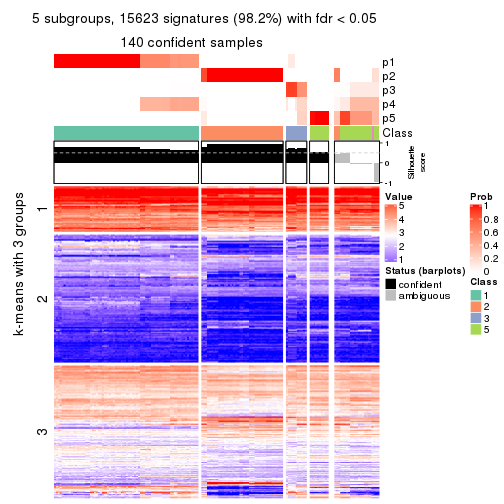 5 subgroups, 15623 signatures (98.2%) with fdr < 0.05
140 confident samples
p1
p2
p3
p4
p5
Class
1
0
-1
Silhouette
score
k-means with 3 groups
1
2
3
Value
5
4
3
2
1
Status (barplots)
confident
ambiguous
Prob
1
0.8
0.6
0.4
0.2
0
Class
1
2
3
5